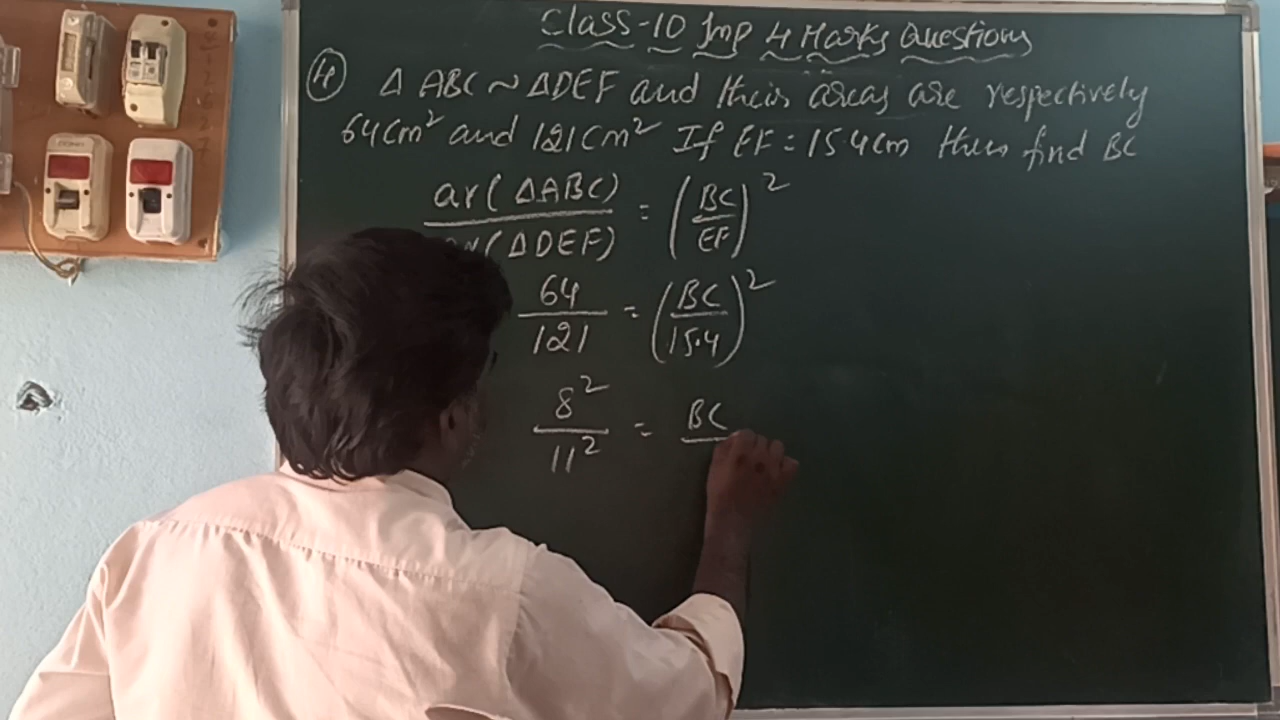 Class-10 Imp 4 Marks Questions
(4) Δ ABC ~ ΔDEF and their areas are respectively
64cm² and 121cm² If EF = 15.4cm then find BC
ar(ΔABC) / ar(ΔDEF) = (BC/EF)²
64/121 = (BC/15.4)²
8²/11² = BC